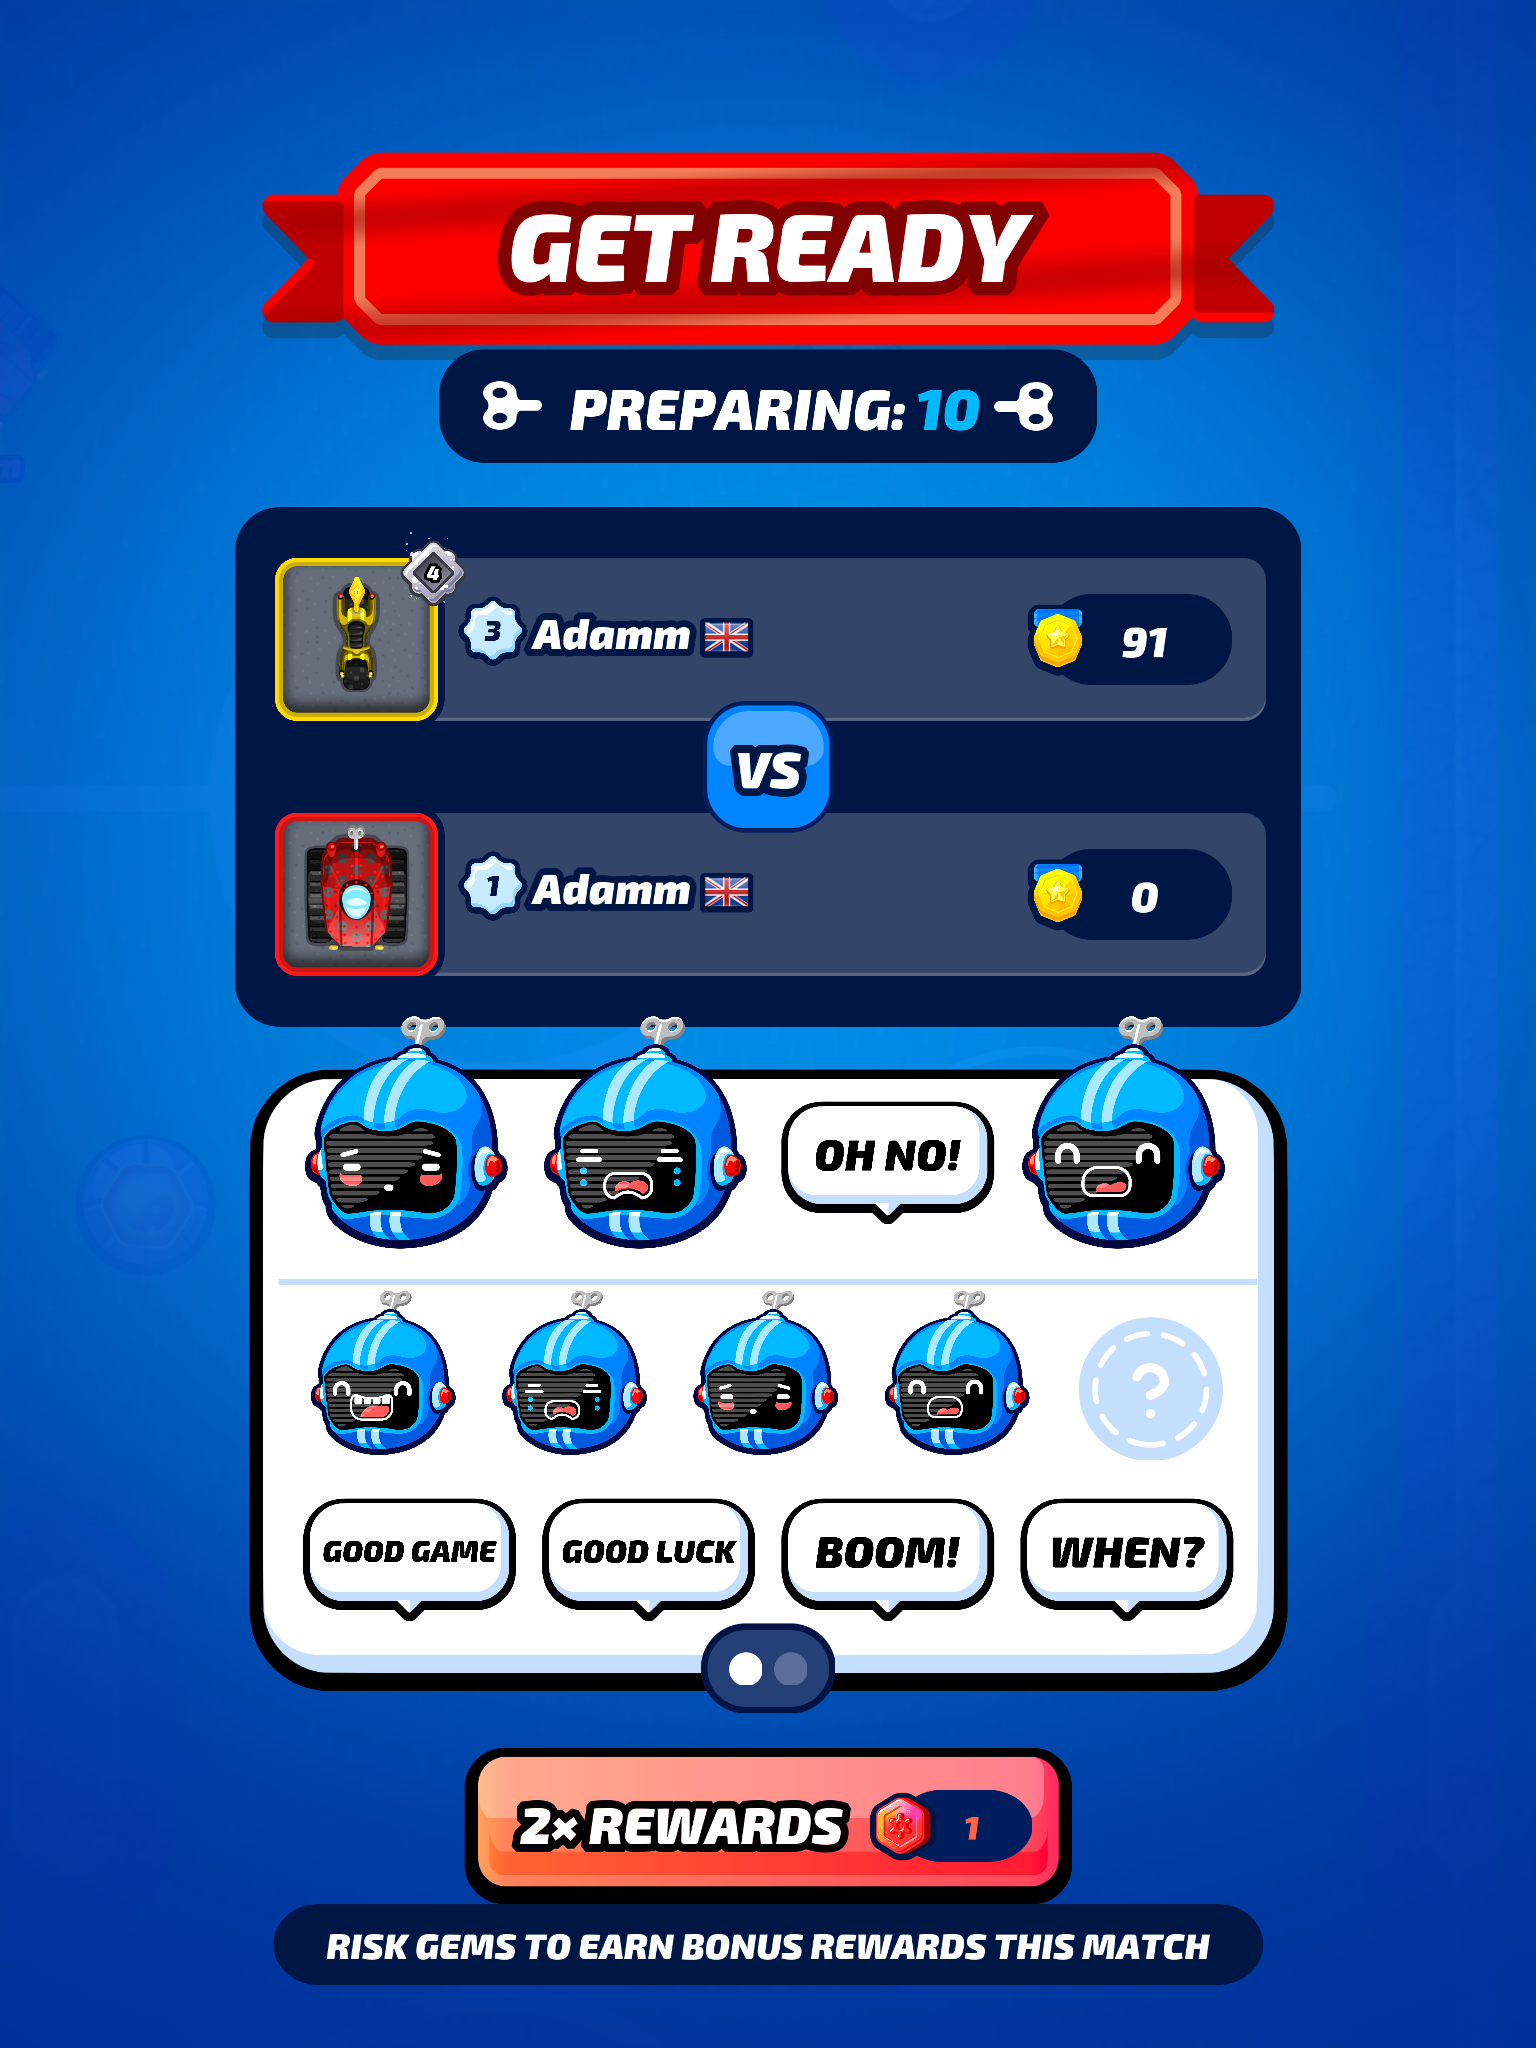 GET READY
PREPARING: 10
4
3 Adamm 91
VS
1 Adamm 0
OH NO!
?
GOOD GAME GOOD LUCK BOOM! WHEN?
2× REWARDS 1
RISK GEMS TO EARN BONUS REWARDS THIS MATCH